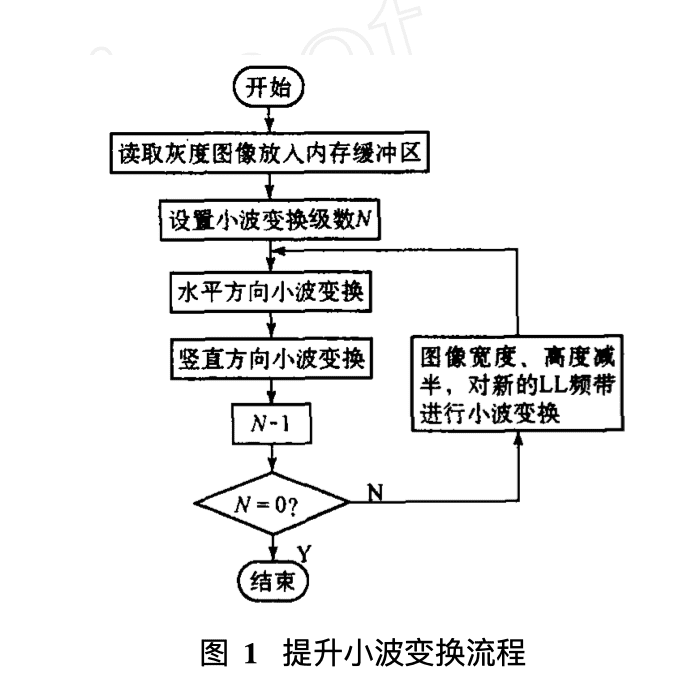 开始
读取灰度图像放入内存缓冲区
设置小波变换级数N
水平方向小波变换
竖直方向小波变换
图像宽度、高度减
半，对新的LL频带
进行小波变换
N-1
N=0?
N
Y
结束
图 1 提升小波变换流程